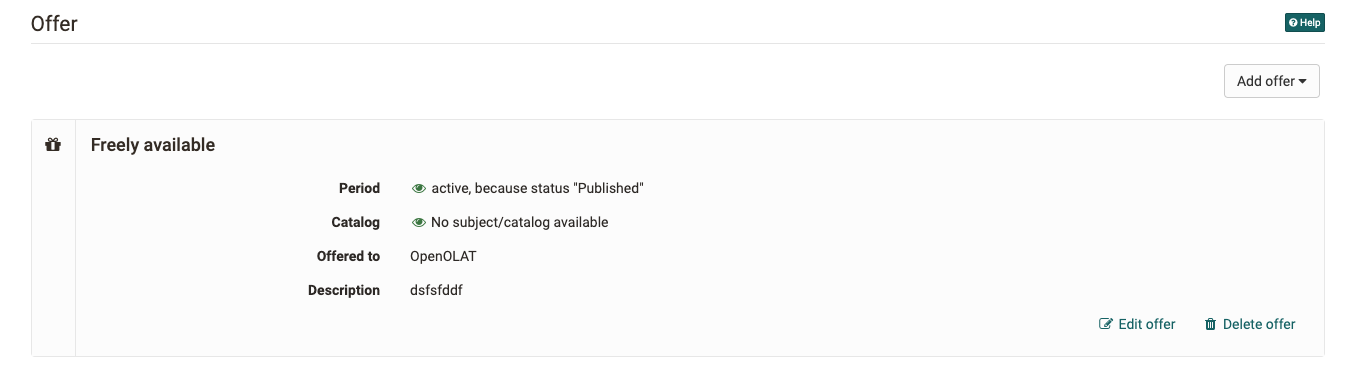 Offer
Help
Add offer
Freely available
Period active, because status "Published"
Catalog No subject/catalog available
Offered to OpenOLAT
Description dsfsfddf
Edit offer Delete offer